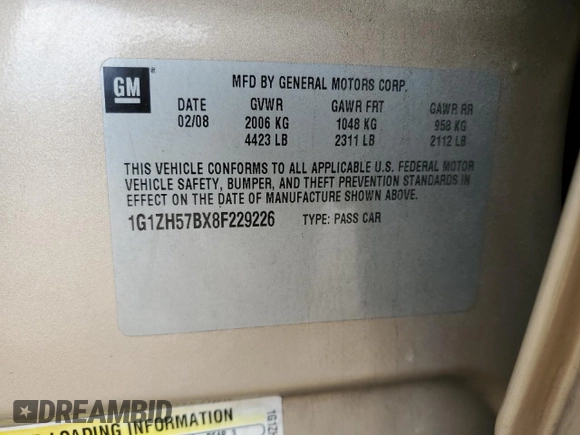 GM
MFD BY GENERAL MOTORS CORP.
DATE GVWR GAWR FRT GAWR RR
02/08 2006 KG 1048 KG 958 KG
4423 LB 2311 LB 2112 LB
THIS VEHICLE CONFORMS TO ALL APPLICABLE U.S. FEDERAL MOTOR
VEHICLE SAFETY, BUMPER, AND THEFT PREVENTION STANDARDS IN
EFFECT ON THE DATE OF MANUFACTURE SHOWN ABOVE.
1G1ZH57BX8F229226 TYPE: PASS CAR
LOADING INFORMATION
DREAMBID